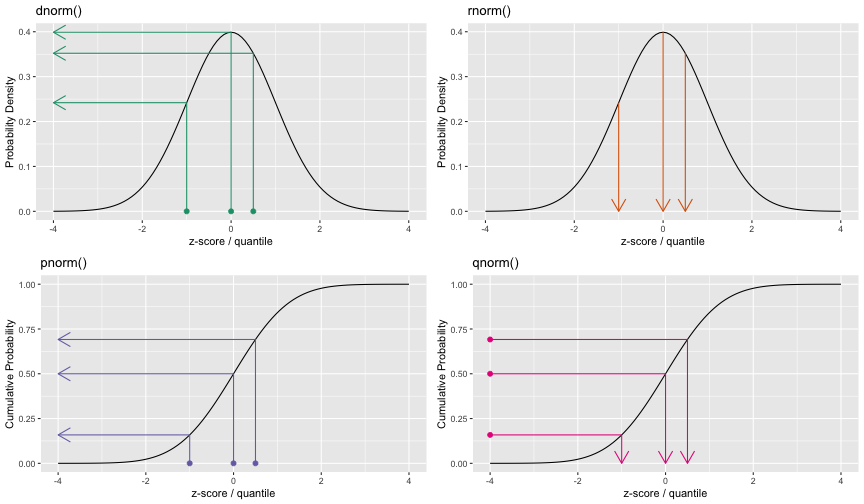 dnorm()
0.4
0.3
0.2
0.1
0.0
Probability Density
-4 -2 0 2 4
z-score / quantile
rnorm()
0.4
0.3
0.2
0.1
0.0
Probability Density
-4 -2 0 2 4
z-score / quantile
pnorm()
1.00
0.75
0.50
0.25
0.00
Cumulative Probability
-4 -2 0 2 4
z-score / quantile
qnorm()
1.00
0.75
0.50
0.25
0.00
Cumulative Probability
-4 -2 0 2 4
z-score / quantile